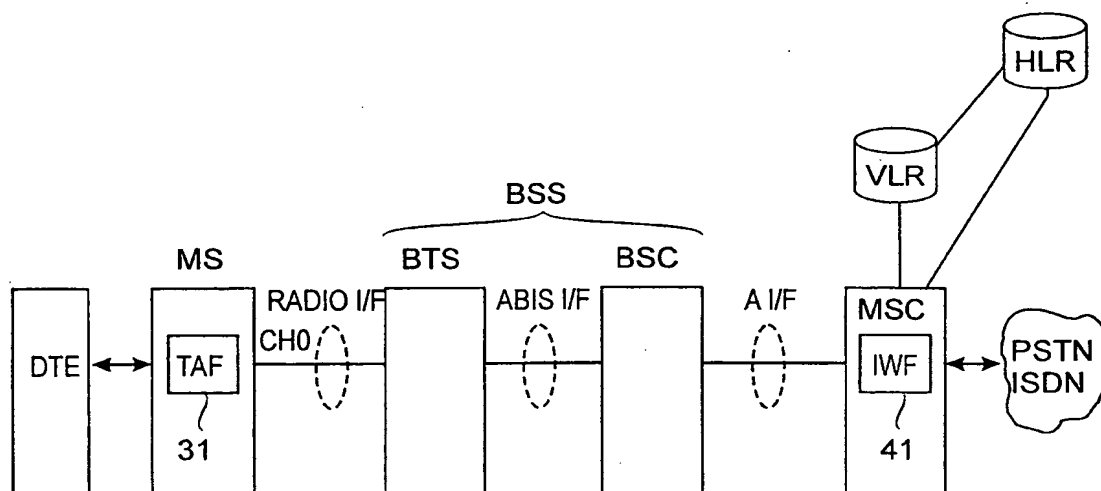 HLR
VLR
BSS
MS
BTS
BSC
RADIO I/F
CH0
ABIS I/F
A I/F
MSC
DTE
TAF
IWF
PSTN
ISDN
31
41